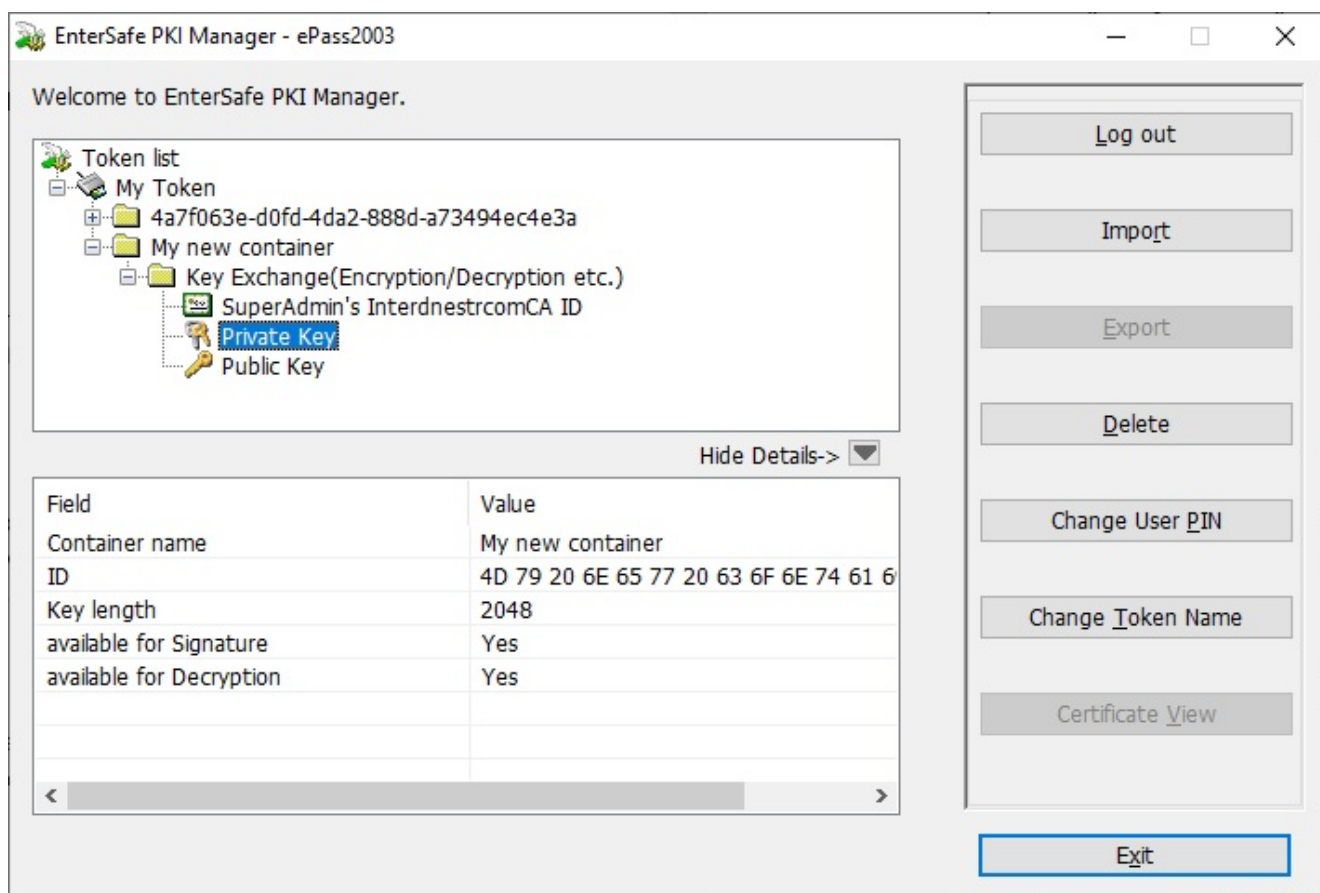 EnterSafe PKI Manager - ePass2003
Welcome to EnterSafe PKI Manager.
Token list
My Token
4a7f063e-d0fd-4da2-888d-a73494ec4e3a
My new container
Key Exchange(Encryption/Decryption etc.)
SuperAdmin's InterdnestrcomCA ID
Private Key
Public Key
Hide Details->
Field Value
Container name My new container
ID 4D 79 20 6E 65 77 20 63 6F 6E 74 61
Key length 2048
available for Signature Yes
available for Decryption Yes
Log out
Import
Export
Delete
Change User PIN
Change Token Name
Certificate View
Exit